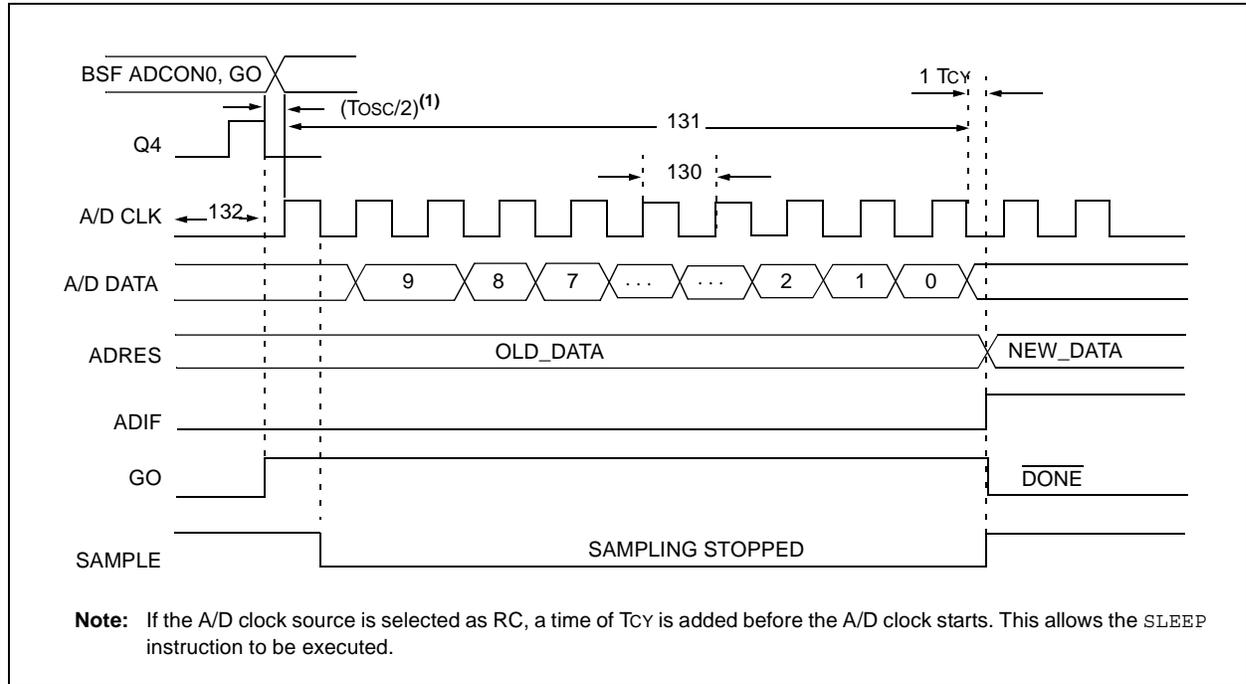 BSF ADCON0, GO
1 TCY
(TOSC/2)(1)
131
Q4
130
A/D CLK
132
A/D DATA
9 8 7 ... ... 2 1 0
ADRES
OLD_DATA
NEW_DATA
ADIF
GO
DONE
SAMPLE
SAMPLING STOPPED
Note: If the A/D clock source is selected as RC, a time of TCY is added before the A/D clock starts. This allows the SLEEP
instruction to be executed.